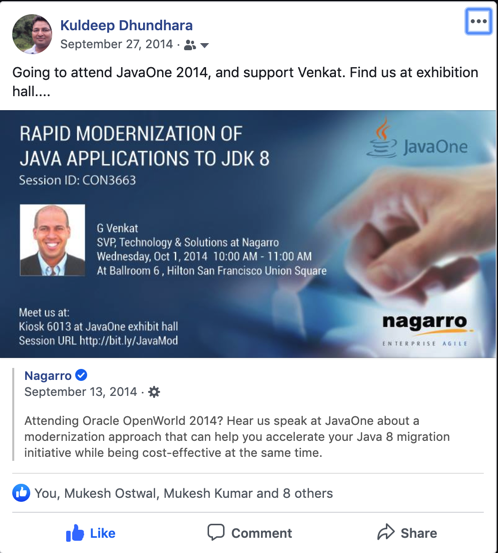 Kuldeep Dhundhara
September 27, 2014 ·
Going to attend JavaOne 2014, and support Venkat. Find us at exhibition
hall....
RAPID MODERNIZATION OF
JAVA APPLICATIONS TO JDK 8
Session ID: CON3663
JavaOne
G Venkat
SVP, Technology & Solutions at Nagarro
Wednesday, Oct 1, 2014 10:00 AM - 11:00 AM
At Ballroom 6 , Hilton San Francisco Union Square
Meet us at:
Kiosk 6013 at JavaOne exhibit hall
Session URL http://bit.ly/JavaMod
nagarro
ENTERPRISE AGILE
Nagarro
September 13, 2014 ·
Attending Oracle OpenWorld 2014? Hear us speak at JavaOne about a
modernization approach that can help you accelerate your Java 8 migration
initiative while being cost-effective at the same time.
You, Mukesh Ostwal, Mukesh Kumar and 8 others
Like Comment Share